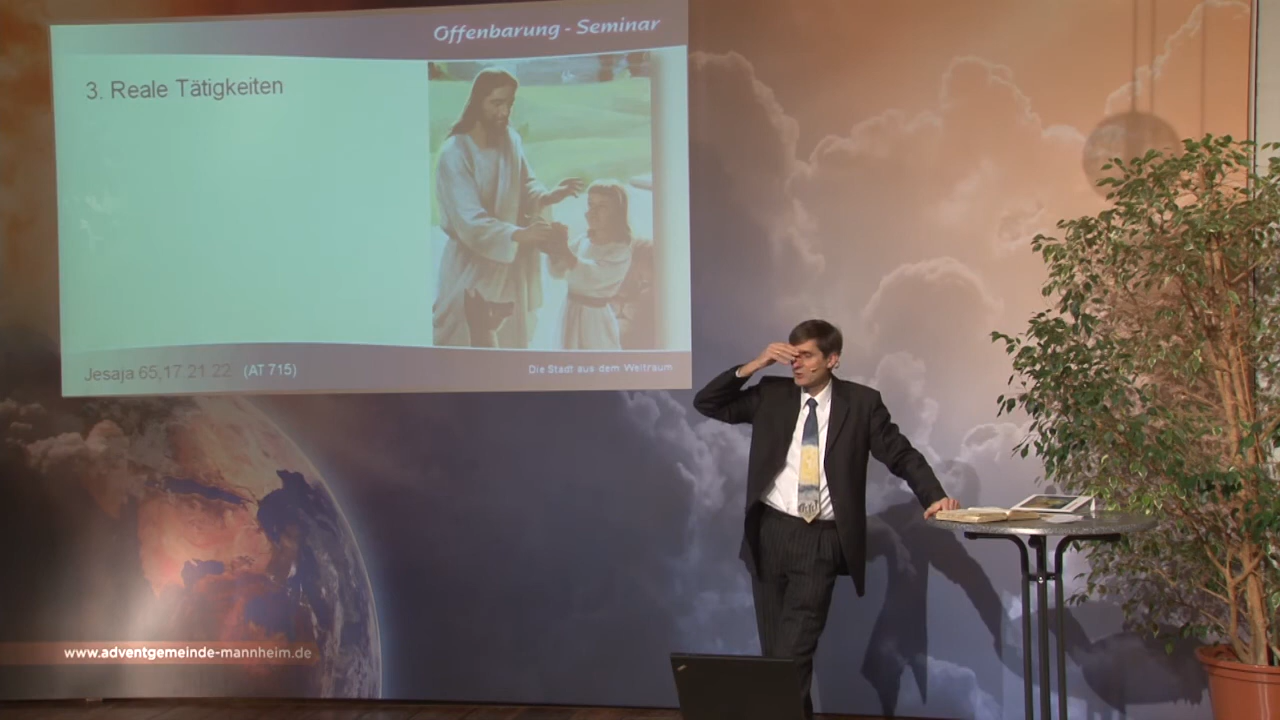 Offenbarung - Seminar
3. Reale Tätigkeiten
Jesaja 65,17.21.22 (AT 715)
Die Stadt aus dem Weltraum
www.adventgemeinde-mannheim.de